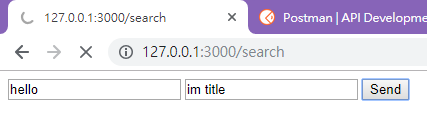 127.0.0.1:3000/search
Postman | API Developme
127.0.0.1:3000/search
hello im title Send